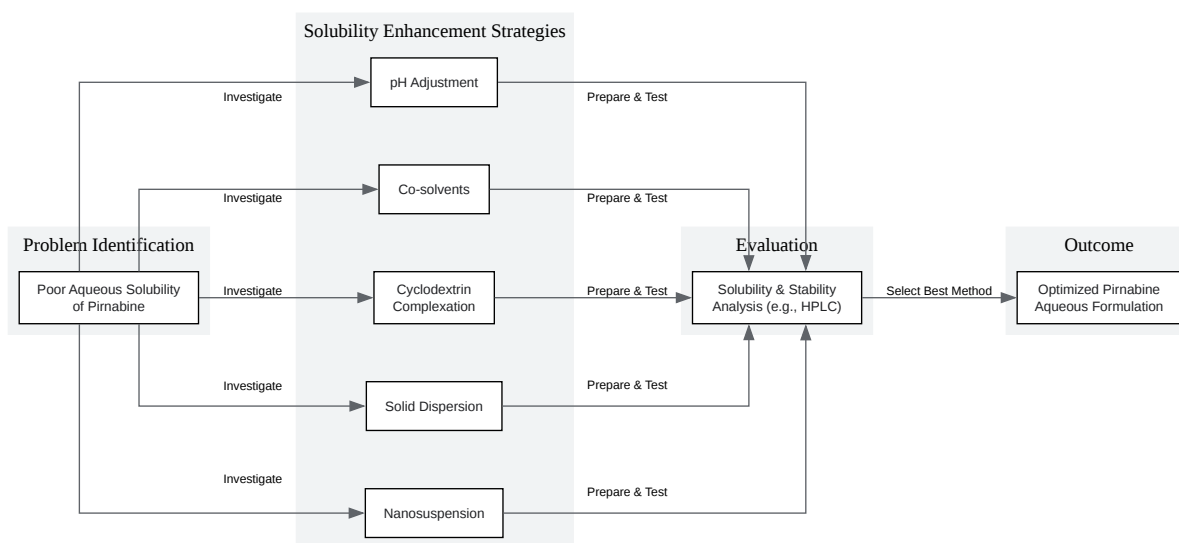 Solubility Enhancement Strategies
pH Adjustment
Investigate
Prepare & Test
Co-solvents
Investigate
Prepare & Test
Problem Identification
Evaluation
Outcome
Poor Aqueous Solubility
of Pirnabine
Investigate
Cyclodextrin
Complexation
Prepare & Test
Solubility & Stability
Analysis (e.g., HPLC)
Select Best Method
Optimized Pirnabine
Aqueous Formulation
Investigate
Prepare & Test
Solid Dispersion
Investigate
Prepare & Test
Nanosuspension